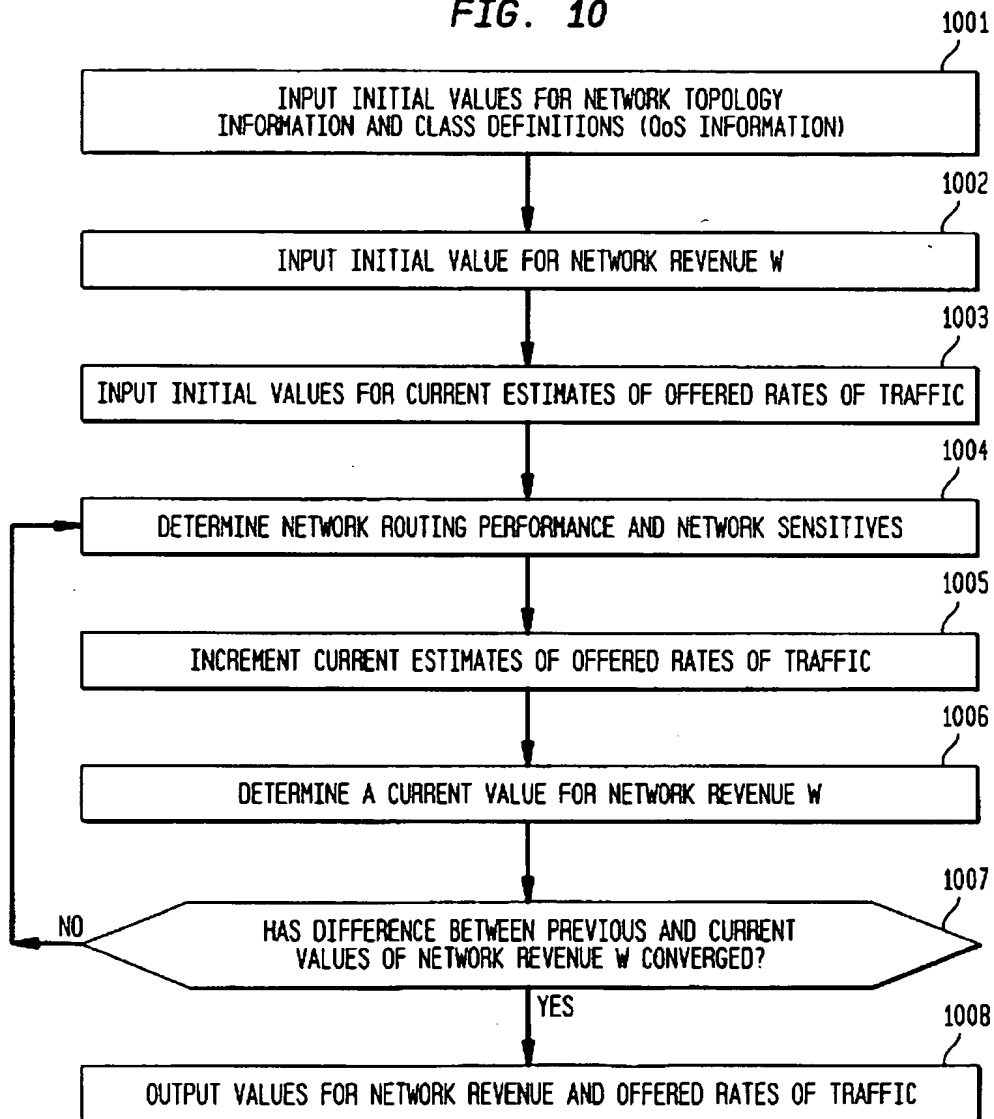 FIG. 10
1001
INPUT INITIAL VALUES FOR NETWORK TOPOLOGY
INFORMATION AND CLASS DEFINITIONS (QoS INFORMATION)
1002
INPUT INITIAL VALUE FOR NETWORK REVENUE W
1003
INPUT INITIAL VALUES FOR CURRENT ESTIMATES OF OFFERED RATES OF TRAFFIC
1004
DETERMINE NETWORK ROUTING PERFORMANCE AND NETWORK SENSITIVES
1005
INCREMENT CURRENT ESTIMATES OF OFFERED RATES OF TRAFFIC
1006
DETERMINE A CURRENT VALUE FOR NETWORK REVENUE W
1007
NO
HAS DIFFERENCE BETWEEN PREVIOUS AND CURRENT
VALUES OF NETWORK REVENUE W CONVERGED?
YES
1008
OUTPUT VALUES FOR NETWORK REVENUE AND OFFERED RATES OF TRAFFIC